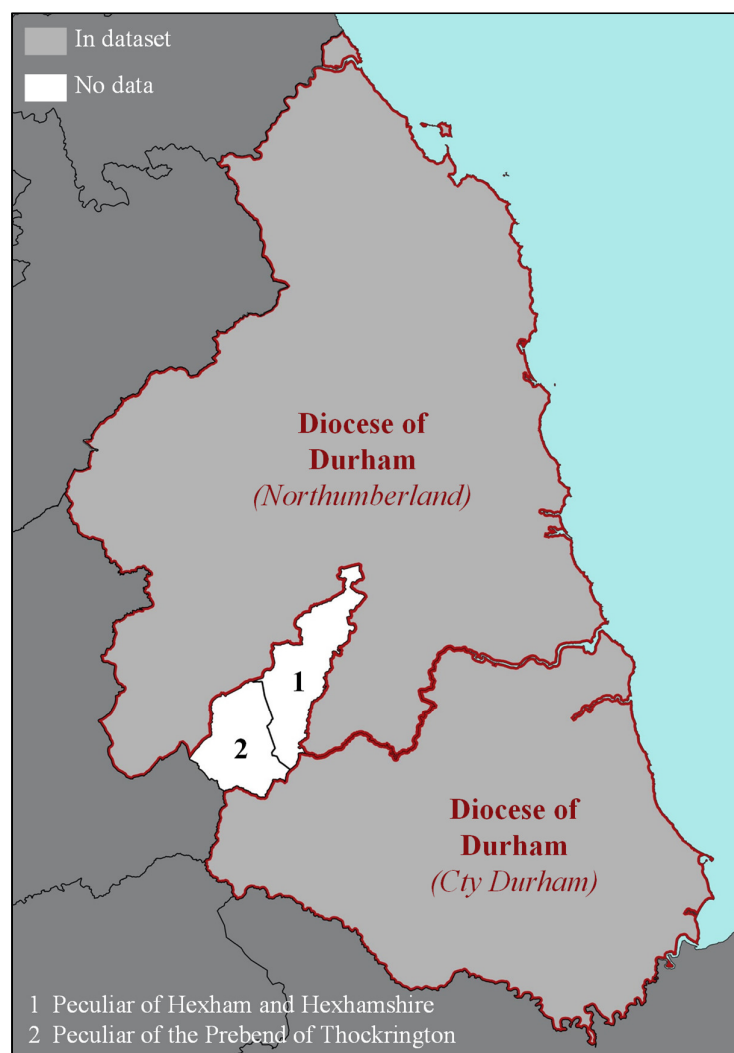 In dataset
No data
Diocese of
Durham
(Northumberland)
1
2
Diocese of
Durham
(Cty Durham)
1 Peculiar of Hexham and Hexhamshire
2 Peculiar of the Prebend of Thockrington